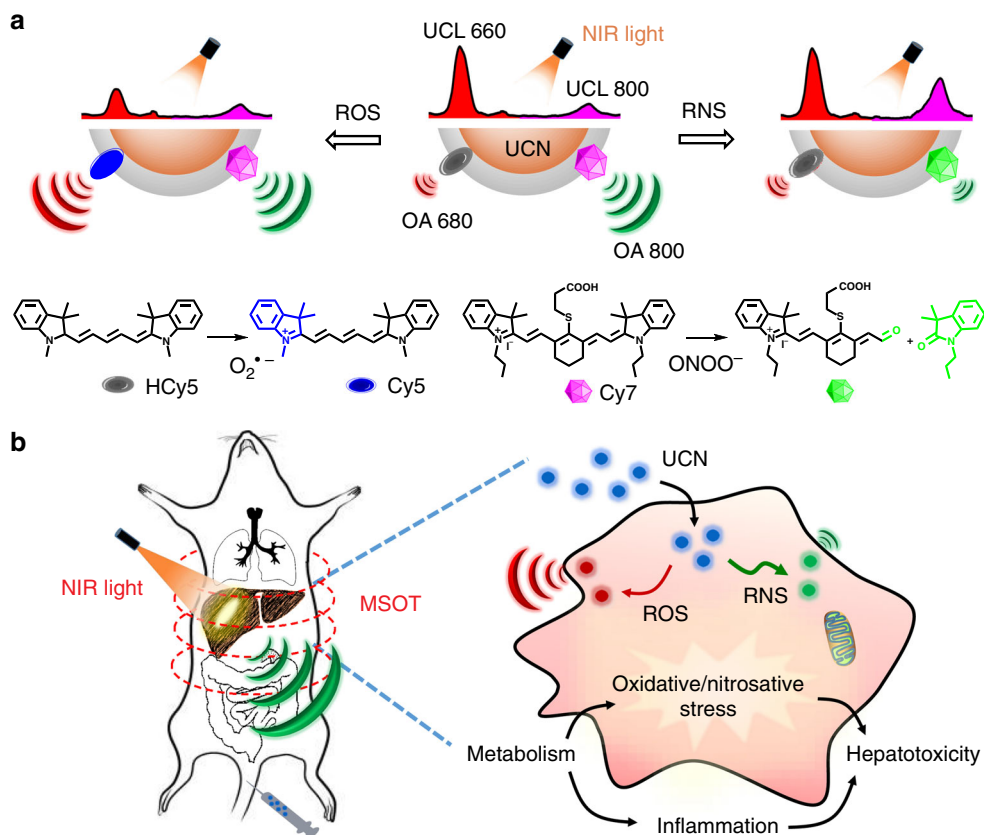 a
UCL 660
NIR light
UCL 800
ROS
RNS
UCN
OA 680
OA 800
N
N
N+
N
O2•−
HCy5
Cy5
COOH
S
N+
I−
N
ONOO−
Cy7
COOH
S
N+
I−
O
+
O
N
b
NIR light
MSOT
UCN
ROS
RNS
Oxidative/nitrosative
stress
Metabolism
Hepatotoxicity
Inflammation